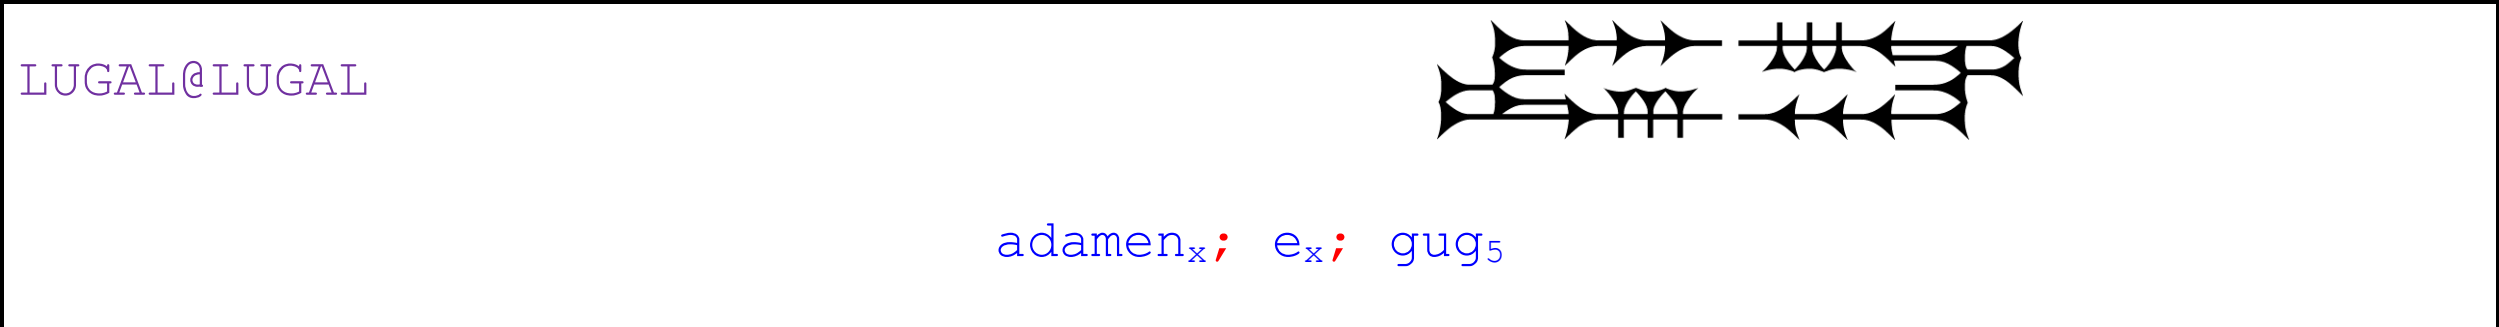 LUGAL@LUGAL 𒈙
adamenₓ; eₓ; gug₅